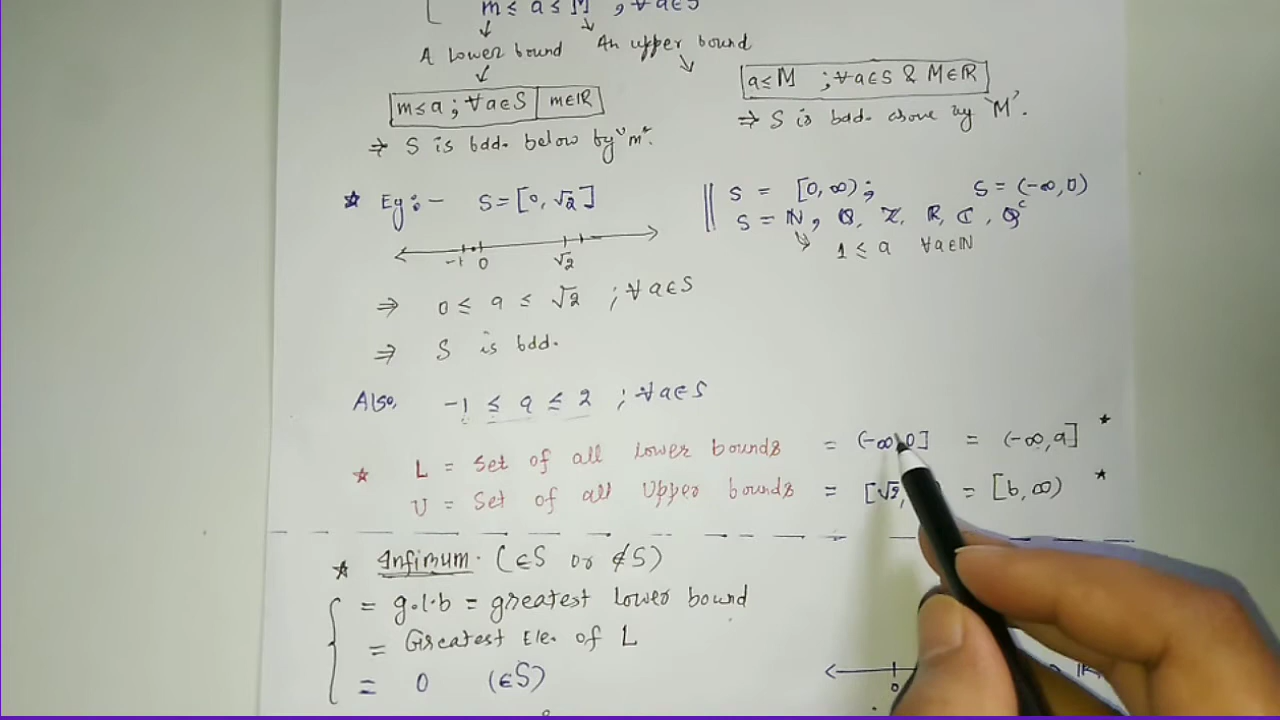 m ≤ a ≤ M , ∀ a∈S
A Lower bound An upper bound
m ≤ a ; ∀ a∈S | m∈ℝ
⇒ S is bdd. below by "m".
a ≤ M ; ∀ a∈S & M∈ℝ
⇒ S is bdd. above by 'M'.
☆ Eg:- S = [0, √2]
-1 0 √2
S = [0, ∞); S = (-∞, 0)
S = ℕ, ℚ, ℤ, ℝ, ℂ, ℚᶜ
1 ≤ a ∀ a∈ℕ
⇒ 0 ≤ a ≤ √2 ; ∀ a∈S
⇒ S is bdd.
Also, -1 ≤ a ≤ 2 ; ∀ a∈S
☆ L = Set of all lower bounds = (-∞, 0] = (-∞, a] ☆
U = Set of all Upper bounds = [√2, ) = [b, ∞) ☆
☆ Infimum. (∈S or ∉S)
= g.l.b = greatest lower bound
= Greatest Ele. of L
= 0 (∈S)
0